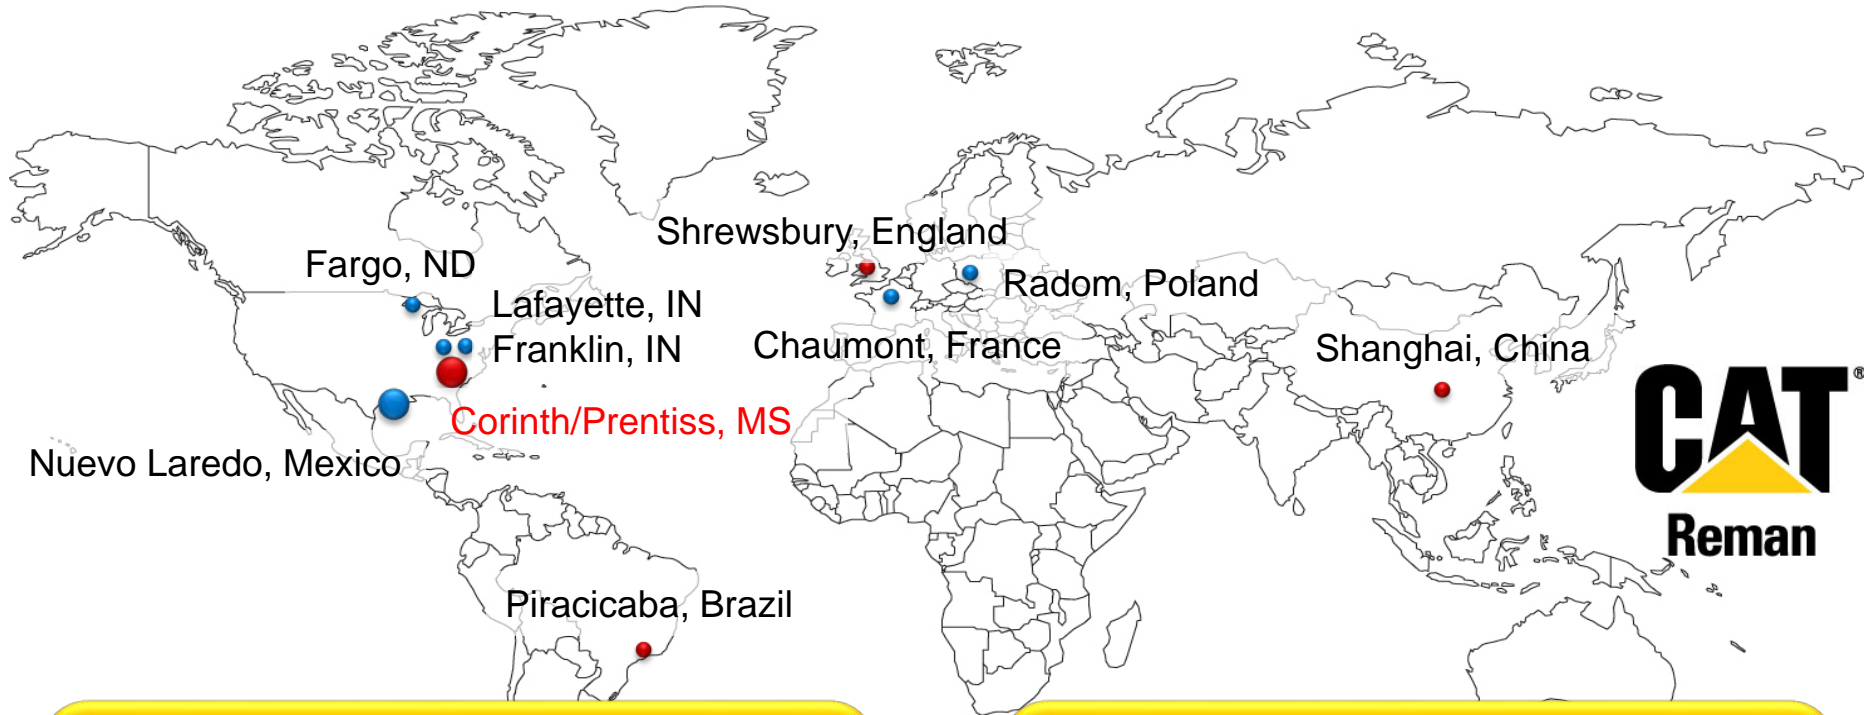 Shrewsbury, England
Fargo, ND
Radom, Poland
Lafayette, IN
Franklin, IN
Chaumont, France
Shanghai, China
Corinth/Prentiss, MS
Nuevo Laredo, Mexico
CAT®
Reman
Piracicaba, Brazil